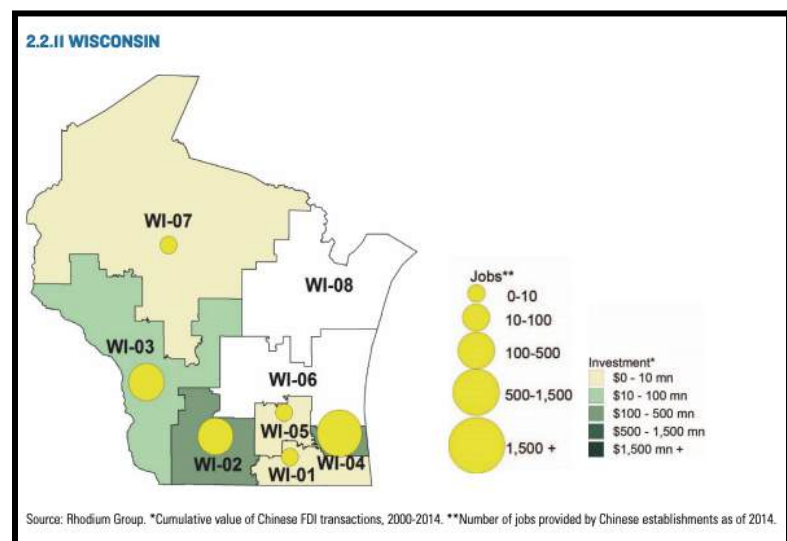 2.2.II WISCONSIN
WI-07
WI-08
WI-03
WI-06
WI-05
WI-02
WI-04
WI-01
Jobs**
0-10
10-100
100-500
500-1,500
1,500 +
Investment*
$0 - 10 mn
$10 - 100 mn
$100 - 500 mn
$500 - 1,500 mn
$1,500 mn +
Source: Rhodium Group. *Cumulative value of Chinese FDI transactions, 2000-2014. **Number of jobs provided by Chinese establishments as of 2014.